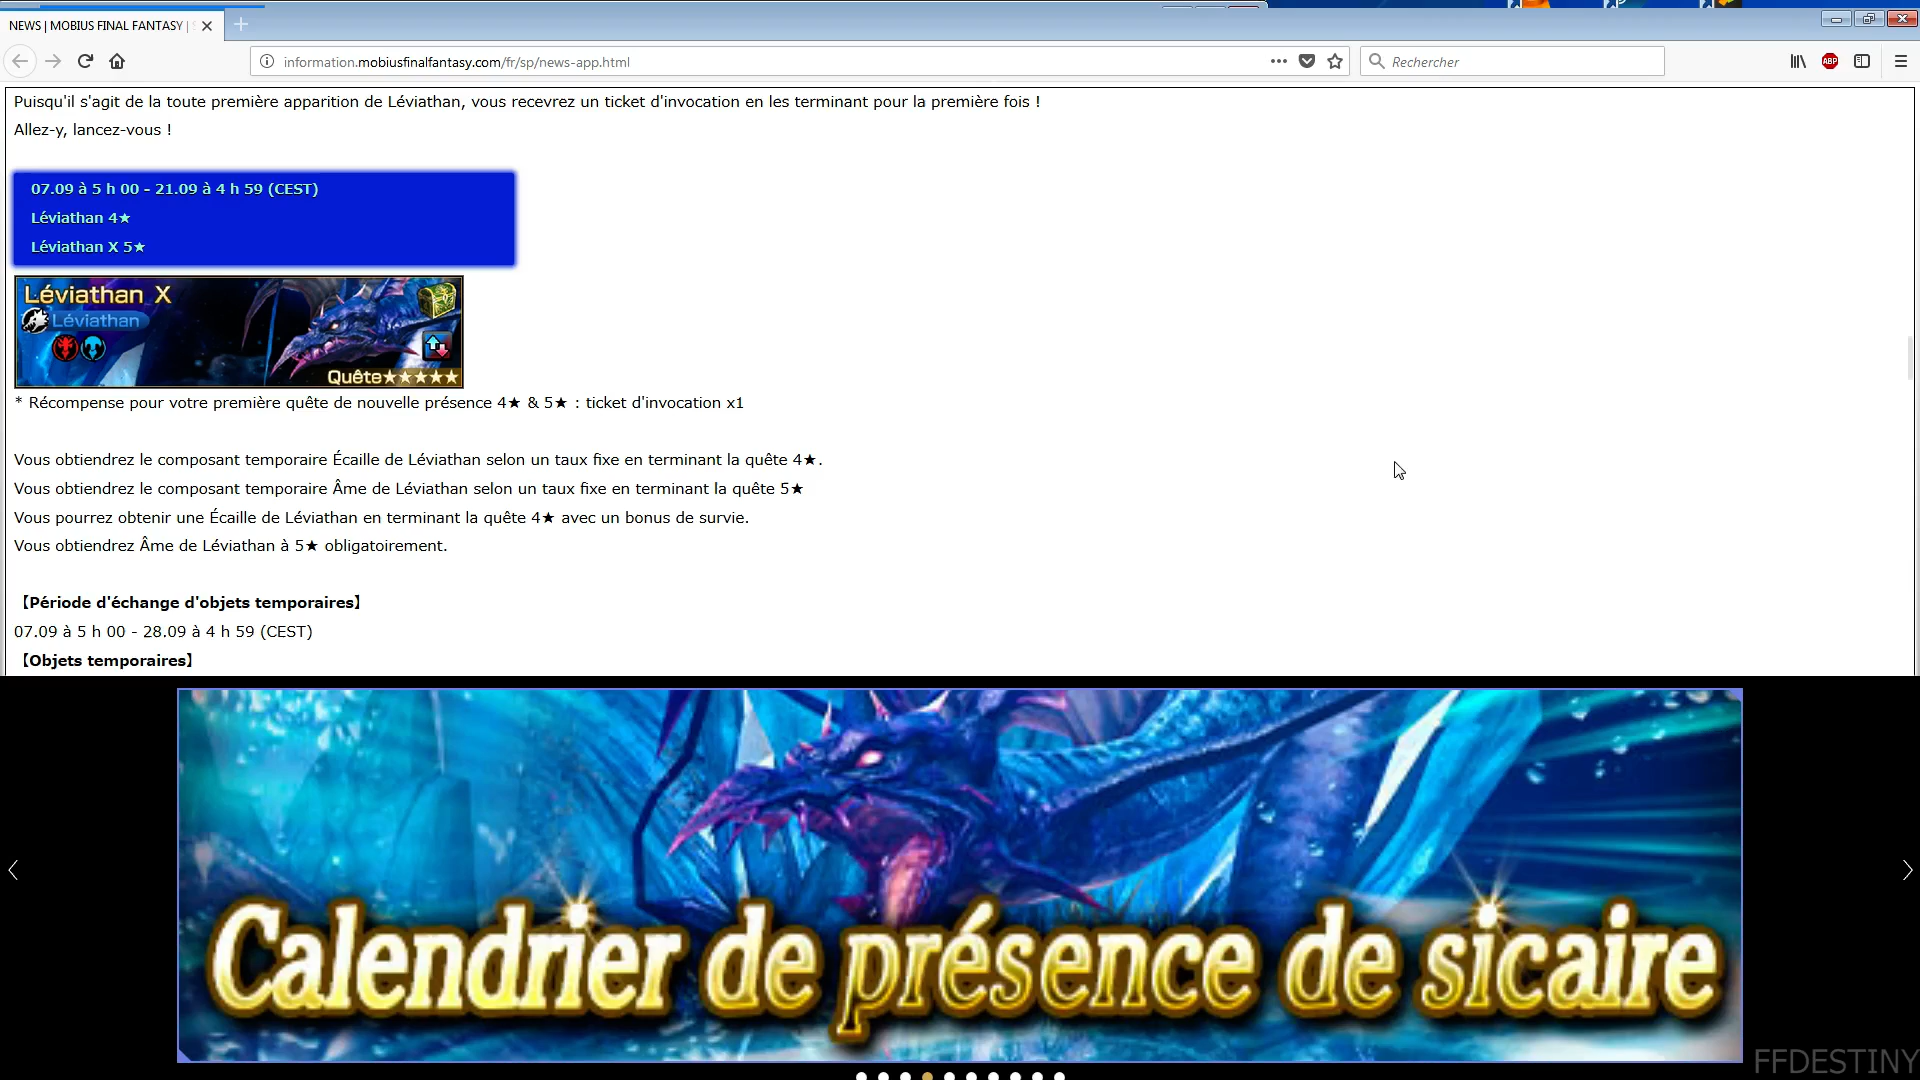 NEWS | MOBIUS FINAL FANTASY |
information.mobiusfinalfantasy.com/fr/sp/news-app.html
Rechercher
ABP
Puisqu'il s'agit de la toute première apparition de Léviathan, vous recevrez un ticket d'invocation en les terminant pour la première fois !
Allez-y, lancez-vous !
07.09 à 5 h 00 - 21.09 à 4 h 59 (CEST)
Léviathan 4★
Léviathan X 5★
Léviathan X
Léviathan
Quête★★★★★
* Récompense pour votre première quête de nouvelle présence 4★ & 5★ : ticket d'invocation x1
Vous obtiendrez le composant temporaire Écaille de Léviathan selon un taux fixe en terminant la quête 4★.
Vous obtiendrez le composant temporaire Âme de Léviathan selon un taux fixe en terminant la quête 5★
Vous pourrez obtenir une Écaille de Léviathan en terminant la quête 4★ avec un bonus de survie.
Vous obtiendrez Âme de Léviathan à 5★ obligatoirement.
【Période d'échange d'objets temporaires】
07.09 à 5 h 00 - 28.09 à 4 h 59 (CEST)
【Objets temporaires】
Calendrier de présence de sicaire
FFDESTINY